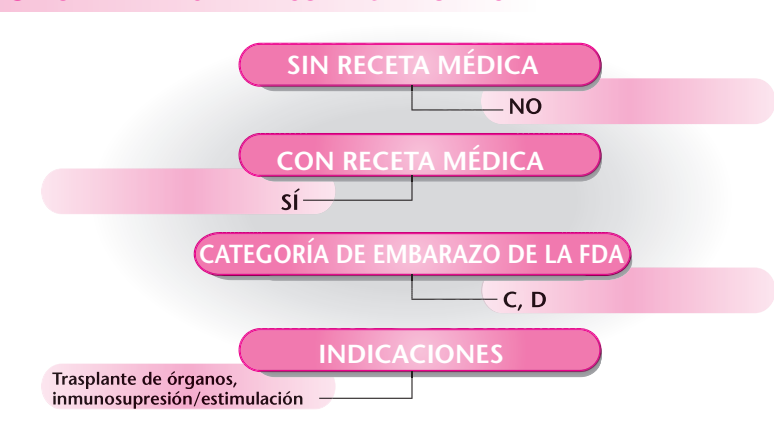 SIN RECETA MÉDICA
NO
CON RECETA MÉDICA
SÍ
CATEGORÍA DE EMBARAZO DE LA FDA
C, D
INDICACIONES
Trasplante de órganos,
inmunosupresión/estimulación